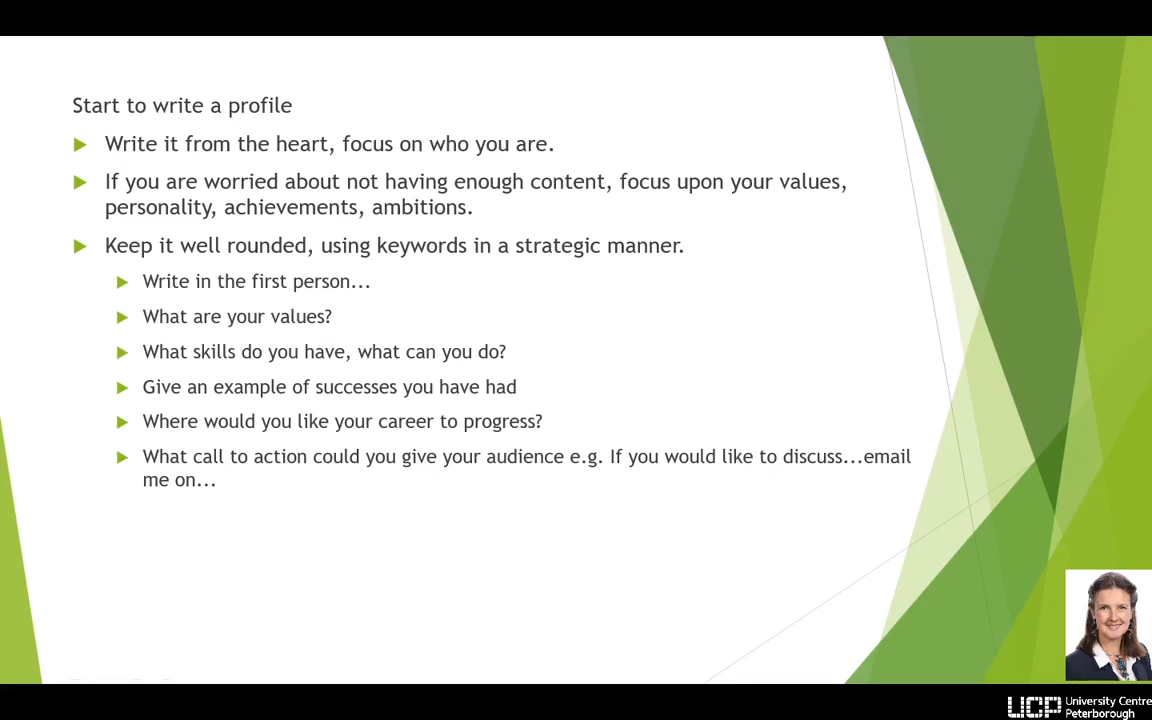 Start to write a profile
Write it from the heart, focus on who you are.
If you are worried about not having enough content, focus upon your values,
personality, achievements, ambitions.
Keep it well rounded, using keywords in a strategic manner.
Write in the first person...
What are your values?
What skills do you have, what can you do?
Give an example of successes you have had
Where would you like your career to progress?
What call to action could you give your audience e.g. If you would like to discuss...email
me on...
UCP University Centre
Peterborough